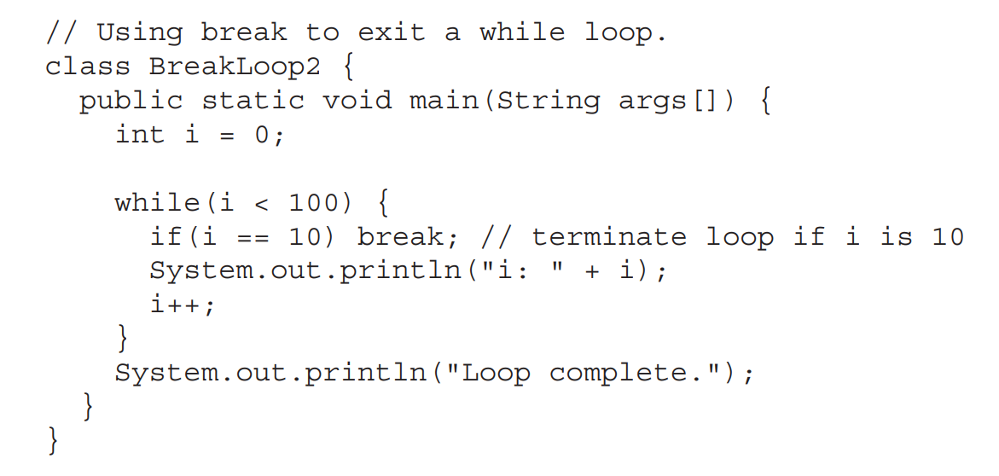 // Using break to exit a while loop.
class BreakLoop2 {
  public static void main(String args[]) {
    int i = 0;

    while(i < 100) {
      if(i == 10) break; // terminate loop if i is 10
      System.out.println("i: " + i);
      i++;
    }
    System.out.println("Loop complete.");
  }
}